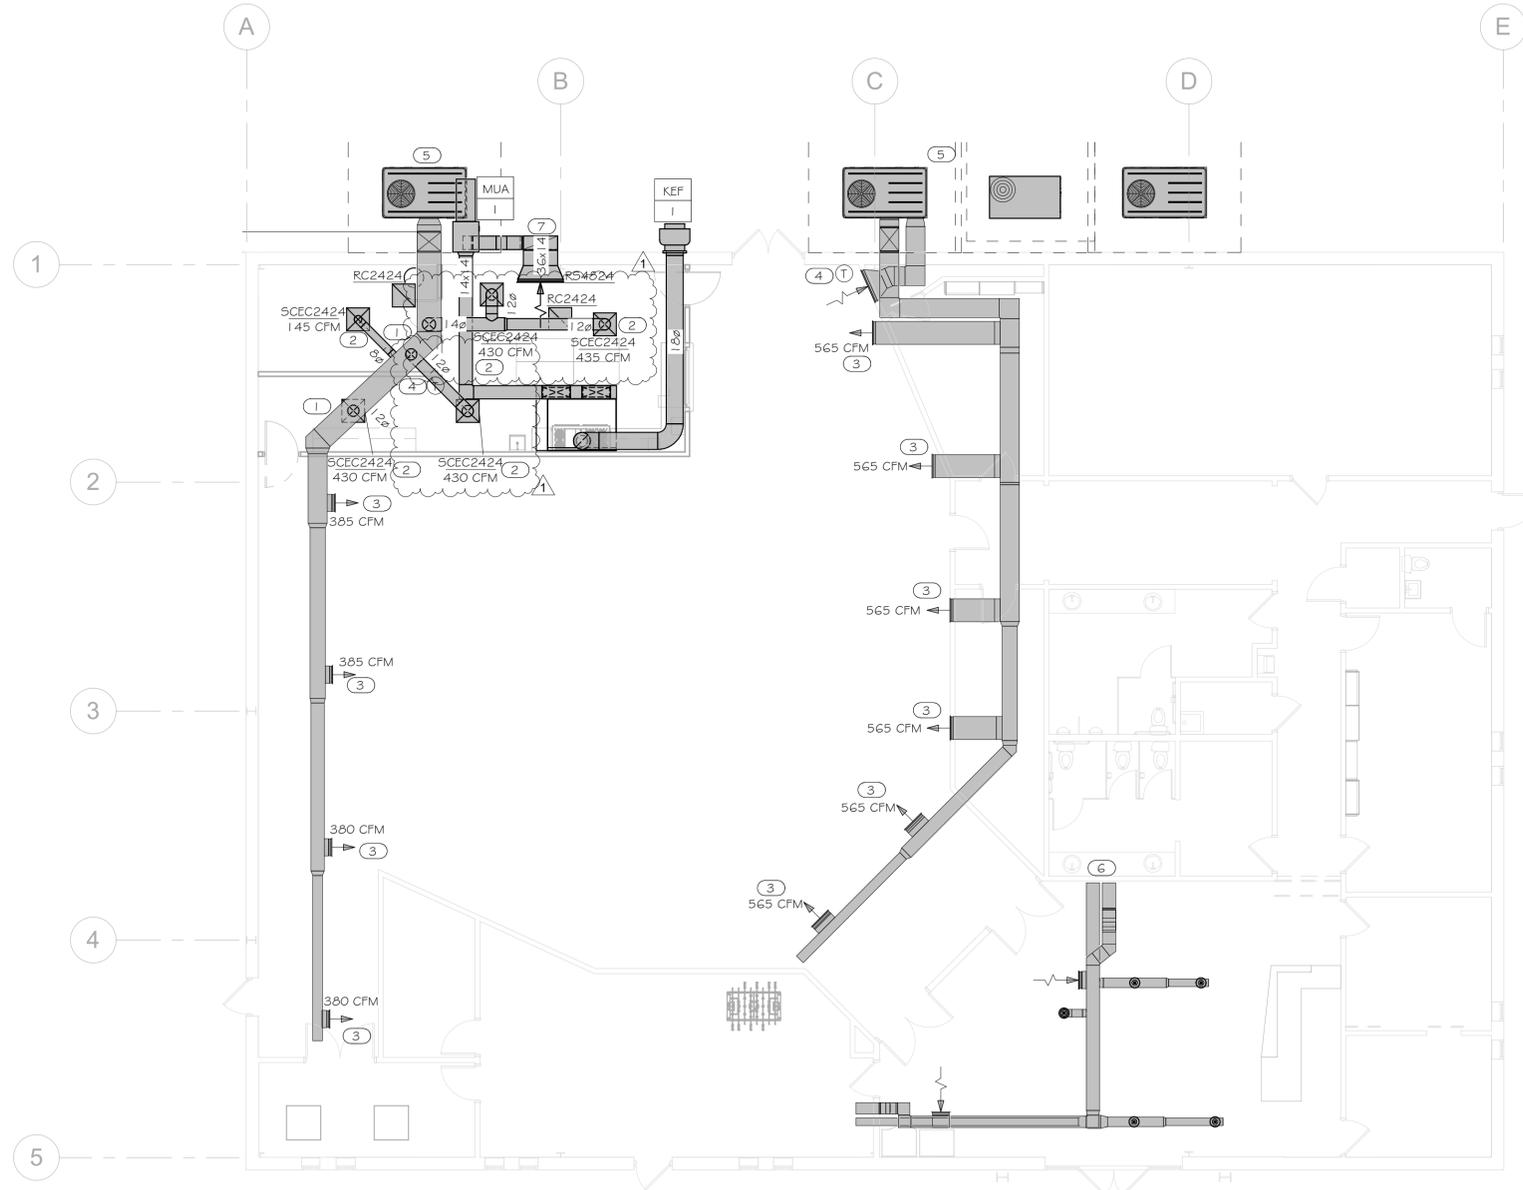 A
E
B
C
D
5
5
MUA
1
KEF
1
7
36x14
1
1
RC2424
14x14
RS4824
4
T
SCEC2424
145 CFM
2
1
14ø
12ø
RC2424
12ø
2
SCEC2424
430 CFM
SCEC2424
435 CFM
18ø
565 CFM
3
8ø
12ø
2
4
T
1
12ø
3
565 CFM
SCEC2424
430 CFM
2
SCEC2424
430 CFM
2
1
2
3
385 CFM
3
565 CFM
385 CFM
3
3
3
565 CFM
3
565 CFM
380 CFM
3
6
3
565 CFM
4
380 CFM
3
5